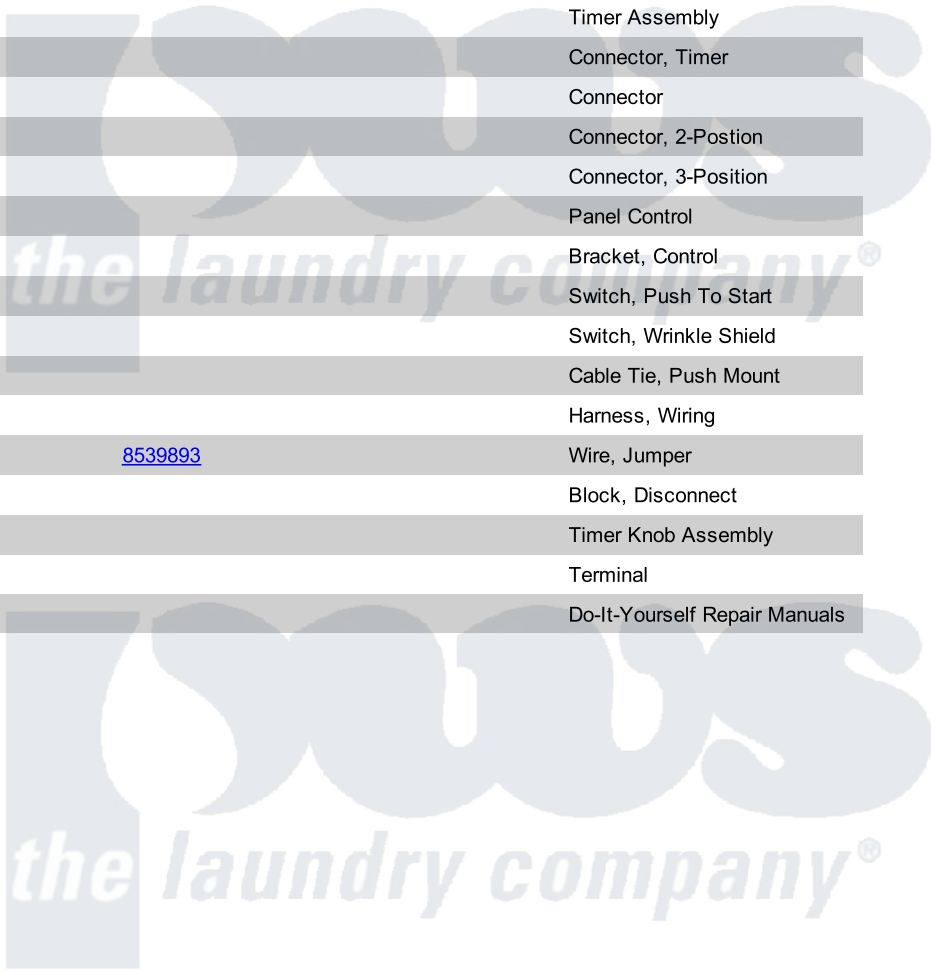 Timer Assembly
Connector, Timer
Connector
Connector, 2-Postion
Connector, 3-Position
Panel Control
Bracket, Control
Switch, Push To Start
Switch, Wrinkle Shield
Cable Tie, Push Mount
Harness, Wiring
8539893 Wire, Jumper
Block, Disconnect
Timer Knob Assembly
Terminal
Do-It-Yourself Repair Manuals
pws
the laundry company®
pws
the laundry company®